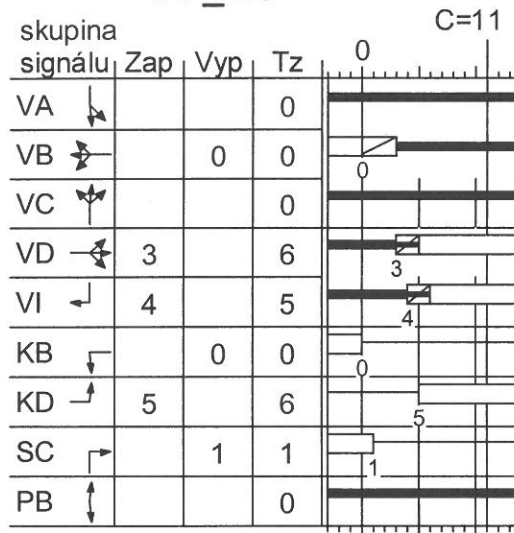 C=11
skupina
signálu Zap Vyp Tz 0
VA 0
VB 0 0 0
VC 0
VD 3 6 3
VI 4 5 4
KB 0 0 0
KD 5 6 5
SC 1 1 1
PB 0